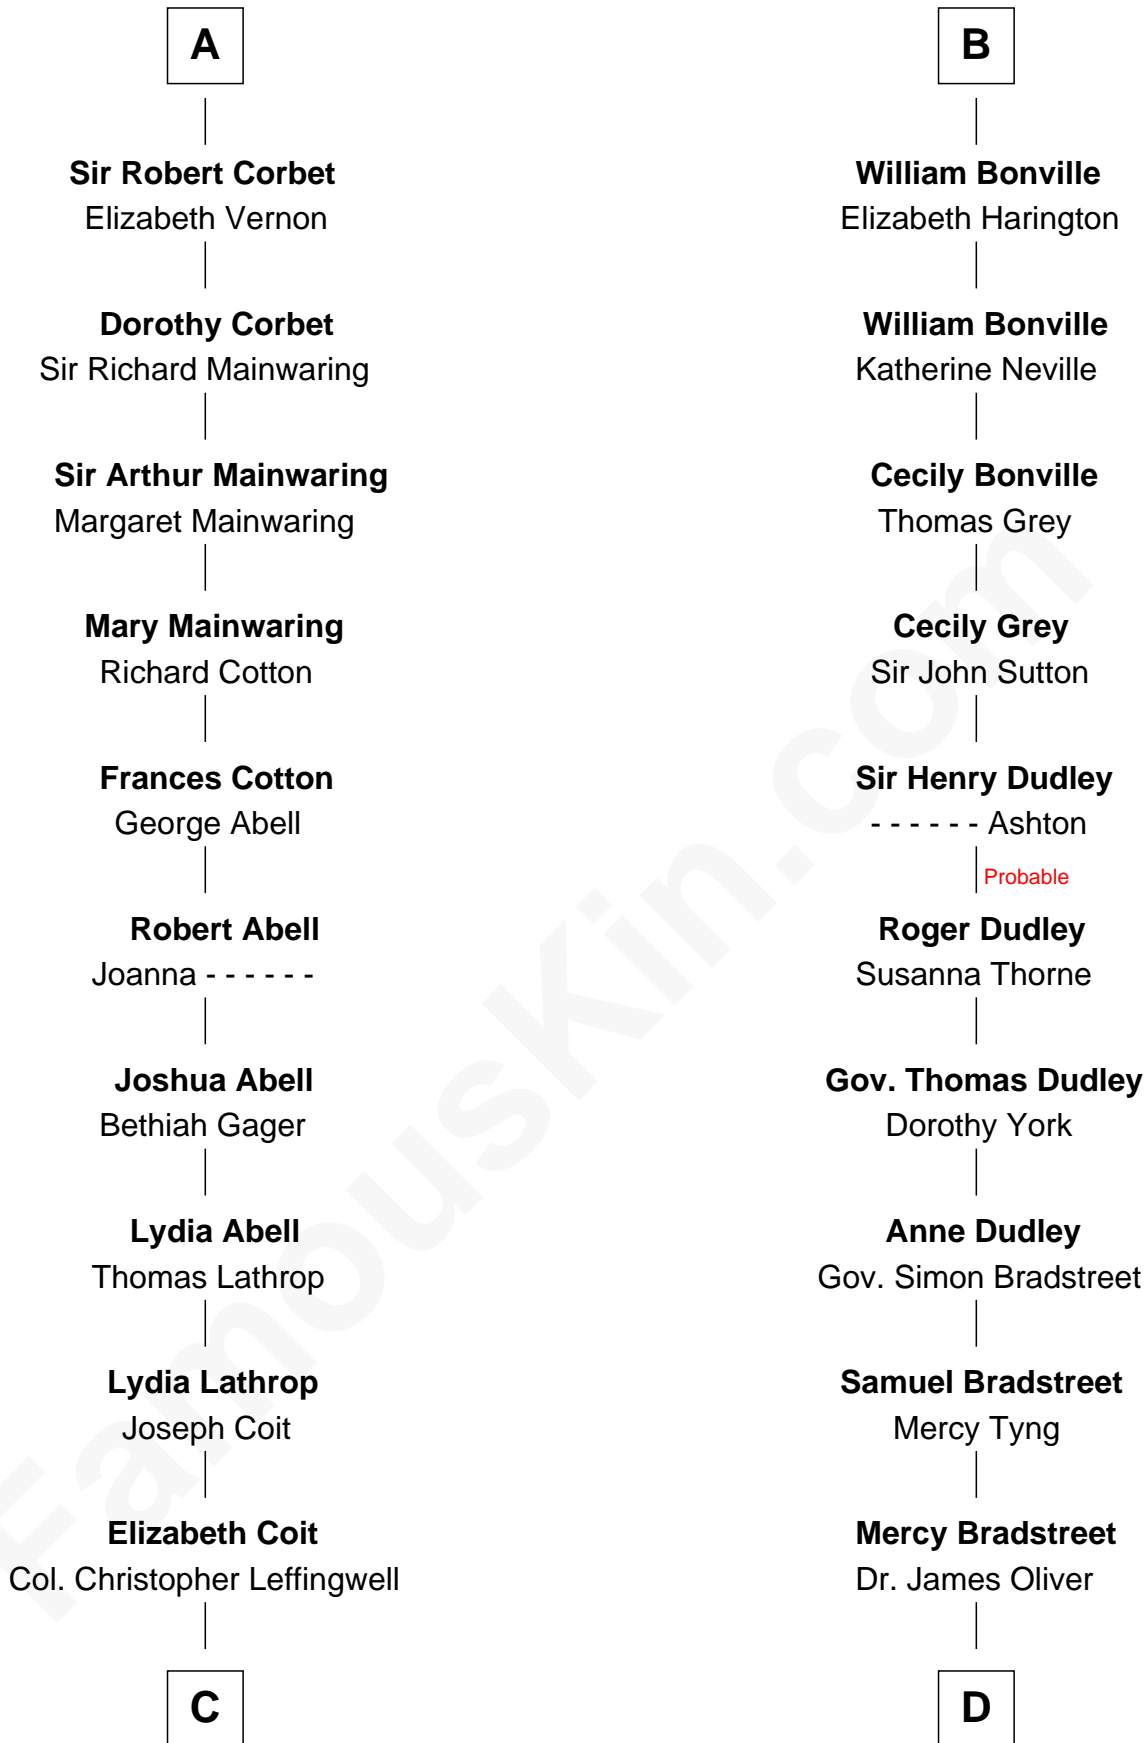 A
Sir Robert Corbet
Elizabeth Vernon
Dorothy Corbet
Sir Richard Mainwaring
Sir Arthur Mainwaring
Margaret Mainwaring
Mary Mainwaring
Richard Cotton
Frances Cotton
George Abell
Robert Abell
Joanna - - - - - -
Joshua Abell
Bethiah Gager
Lydia Abell
Thomas Lathrop
Lydia Lathrop
Joseph Coit
Elizabeth Coit
Col. Christopher Leffingwell
C
B
William Bonville
Elizabeth Harington
William Bonville
Katherine Neville
Cecily Bonville
Thomas Grey
Cecily Grey
Sir John Sutton
Sir Henry Dudley
- - - - - - Ashton
Probable
Roger Dudley
Susanna Thorne
Gov. Thomas Dudley
Dorothy York
Anne Dudley
Gov. Simon Bradstreet
Samuel Bradstreet
Mercy Tyng
Mercy Bradstreet
Dr. James Oliver
D
FamousKin.com